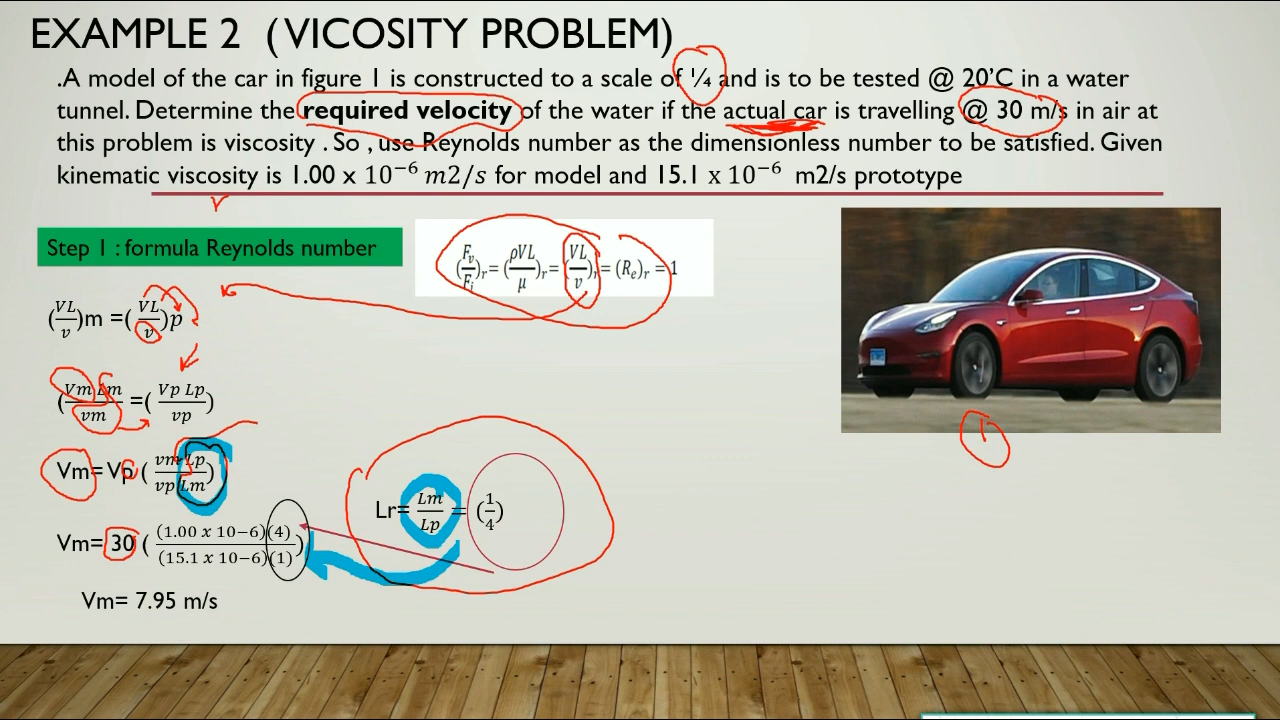 EXAMPLE 2 (VICOSITY PROBLEM)
.A model of the car in figure 1 is constructed to a scale of ¼ and is to be tested @ 20'C in a water
tunnel. Determine the required velocity of the water if the actual car is travelling @ 30 m/s in air at
this problem is viscosity . So , use Reynolds number as the dimensionless number to be satisfied. Given
kinematic viscosity is 1.00 x 10⁻⁶ m2/s for model and 15.1 x 10⁻⁶ m2/s prototype
Step 1 : formula Reynolds number
(Fv/Fi)r = (ρVL/μ)r = (VL/v)r = (Re)r = 1
(VL/v)m =(VL/v)p
(Vm Lm/vm =( Vp Lp/vp)
Vm= Vp ( vm Lp/vp Lm)
Lr= Lm/Lp = (1/4)
Vm= 30 ( (1.00 x 10−6)(4)/(15.1 x 10−6)(1))
Vm= 7.95 m/s